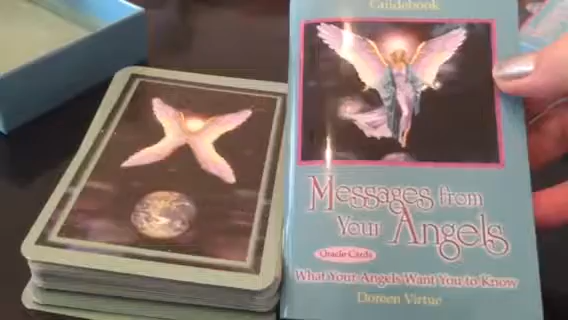 Guidebook
Messages from
Your Angels
Oracle Cards
What Your Angels Want You to Know
Doreen Virtue